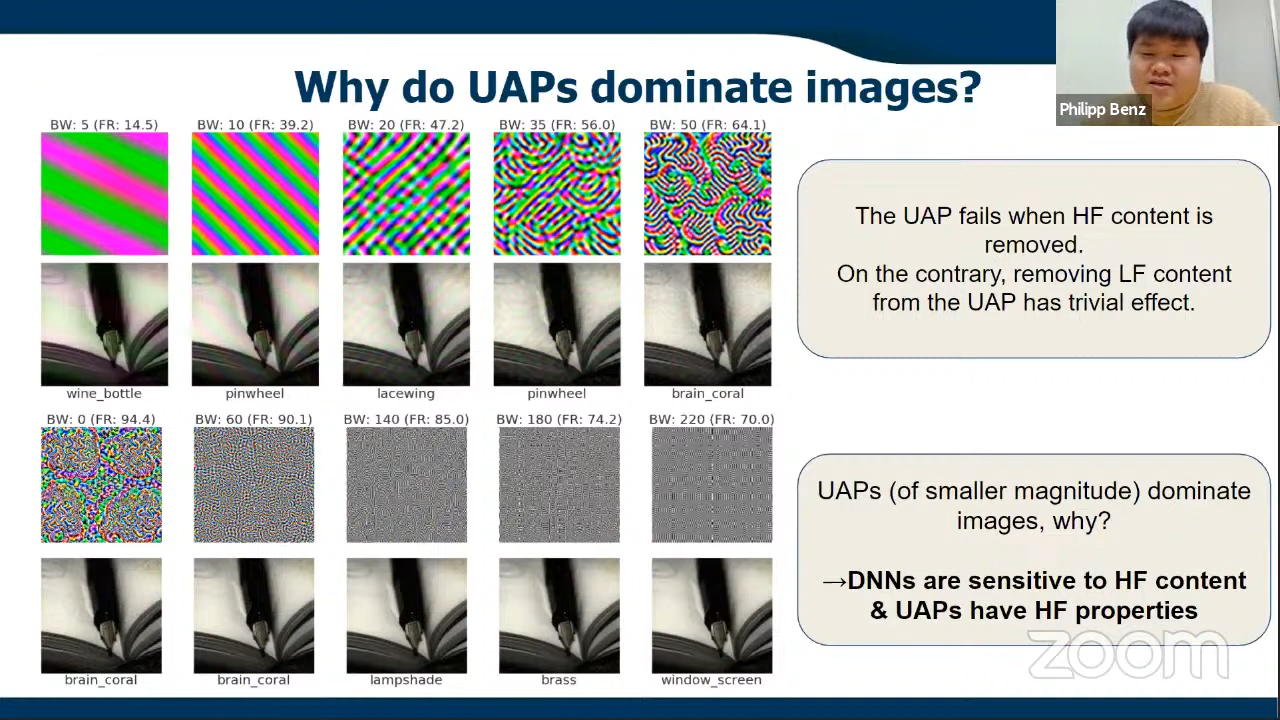 Why do UAPs dominate images?
Philipp Benz
BW: 5 (FR: 14.5)
BW: 10 (FR: 39.2)
BW: 20 (FR: 47.2)
BW: 35 (FR: 56.0)
BW: 50 (FR: 64.1)
wine_bottle
pinwheel
lacewing
pinwheel
brain_coral
BW: 0 (FR: 94.4)
BW: 60 (FR: 90.1)
BW: 140 (FR: 85.0)
BW: 180 (FR: 74.2)
BW: 220 (FR: 70.0)
brain_coral
brain_coral
lampshade
brass
window_screen
The UAP fails when HF content is
removed.
On the contrary, removing LF content
from the UAP has trivial effect.
UAPs (of smaller magnitude) dominate
images, why?
→DNNs are sensitive to HF content
& UAPs have HF properties
zoom